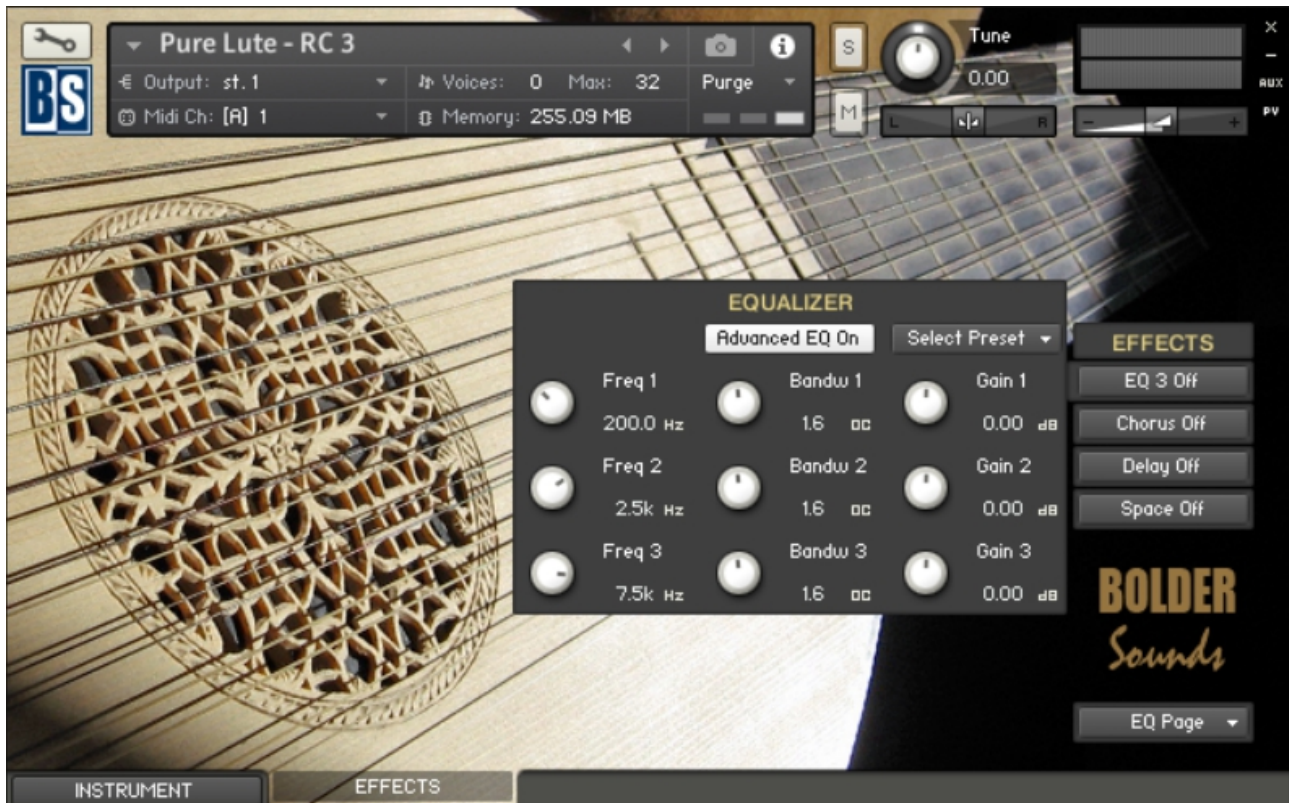 Pure Lute - RC 3
Output: st.1
Voices: 0 Max: 32
Purge
Midi Ch: [A] 1
Memory: 255.09 MB
BS
S
M
Tune
0.00
L R
- +
×
–
AUX
PV
EQUALIZER
Advanced EQ On
Select Preset
Freq 1 Bandw 1 Gain 1
200.0 Hz 1.6 OC 0.00 dB
Freq 2 Bandw 2 Gain 2
2.5k Hz 1.6 OC 0.00 dB
Freq 3 Bandw 3 Gain 3
7.5k Hz 1.6 OC 0.00 dB
EFFECTS
EQ 3 Off
Chorus Off
Delay Off
Space Off
BOLDER
Sounds
EQ Page
INSTRUMENT
EFFECTS